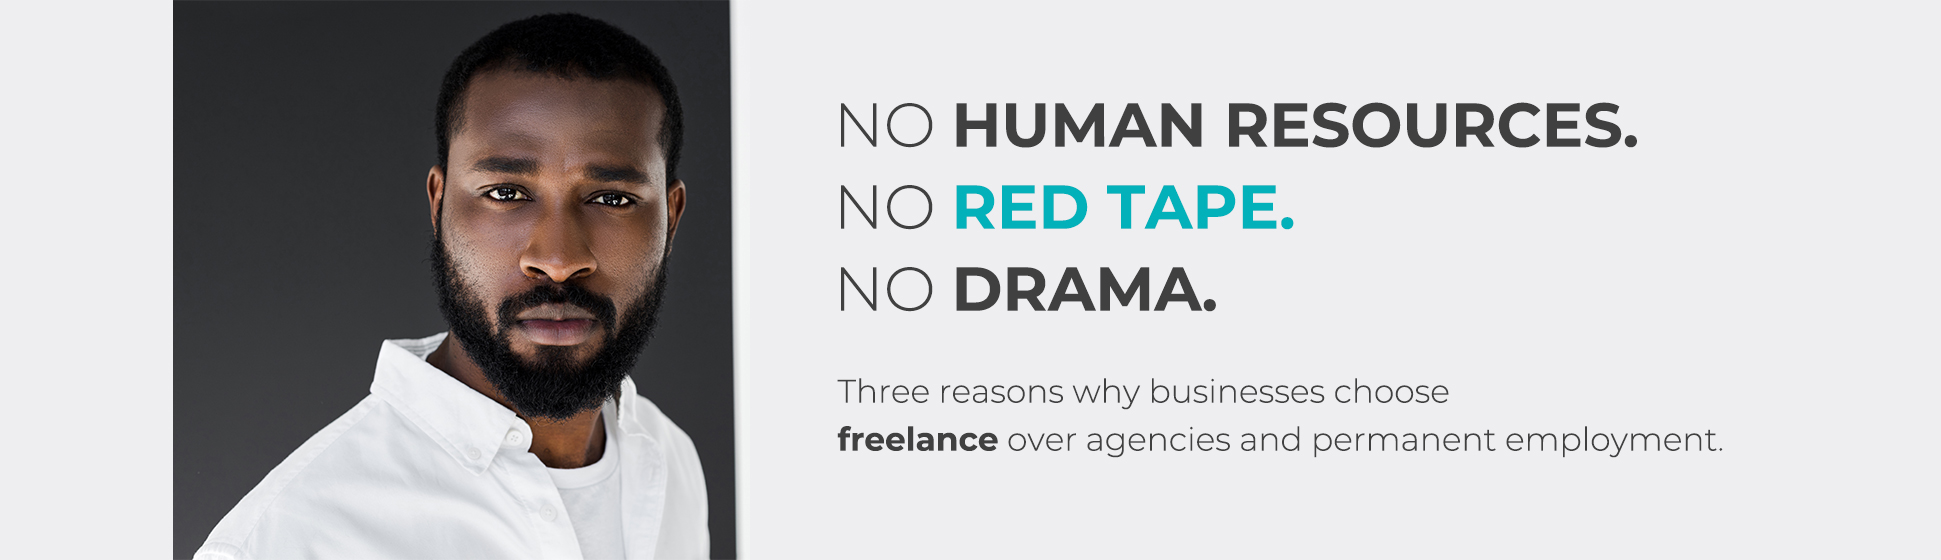 NO HUMAN RESOURCES.
NO RED TAPE.
NO DRAMA.
Three reasons why businesses choose
freelance over agencies and permanent employment.